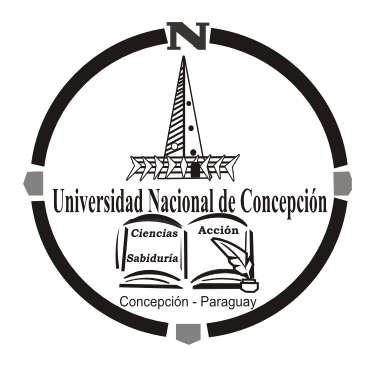 N
Universidad Nacional de Concepción
Ciencias
Sabiduría
Acción
Concepción - Paraguay